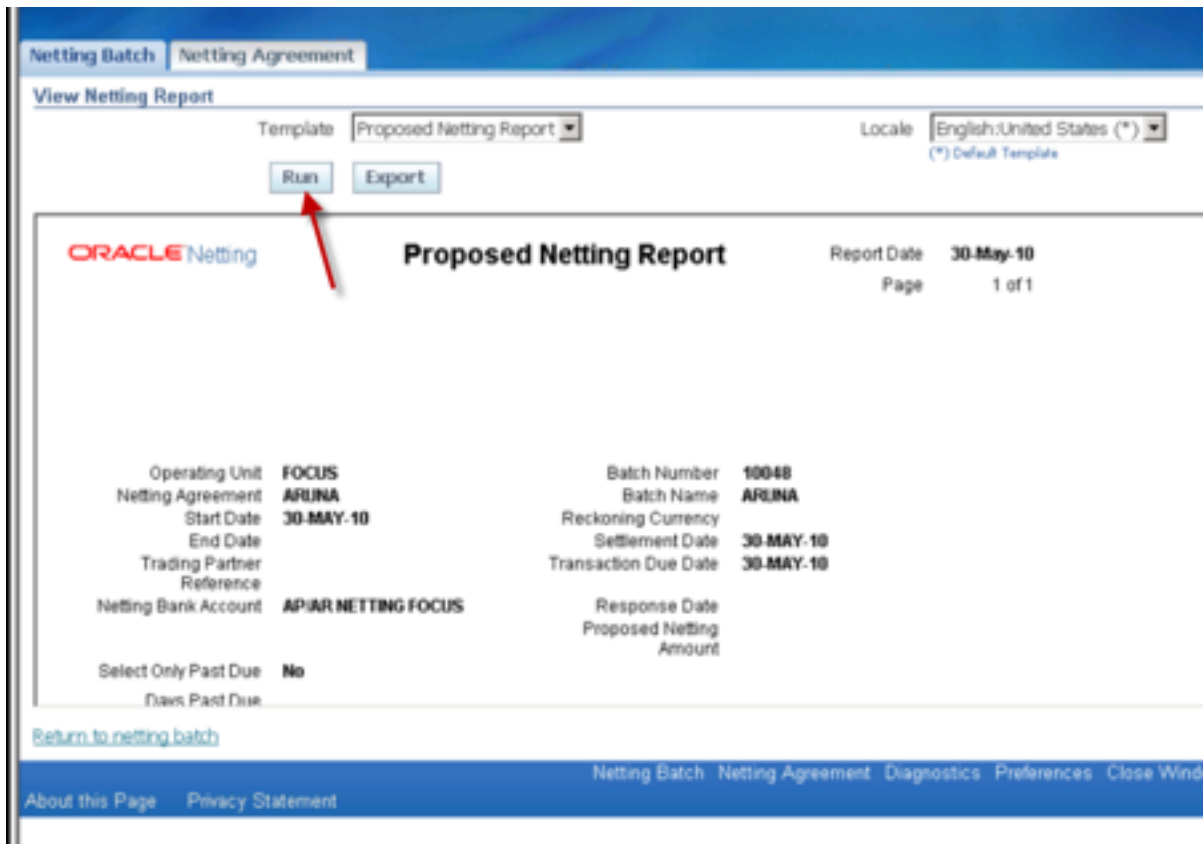 Netting Batch Netting Agreement
View Netting Report
Template Proposed Netting Report Locale English:United States (*)
(*) Default Template
Run Export
ORACLE Netting Proposed Netting Report Report Date 30-May-10
Page 1 of 1
Operating Unit FOCUS Batch Number 10048
Netting Agreement ARUNA Batch Name ARUNA
Start Date 30-MAY-10 Reckoning Currency
End Date Settlement Date 30-MAY-10
Trading Partner Transaction Due Date 30-MAY-10
Reference
Netting Bank Account AP/AR NETTING FOCUS Response Date
Proposed Netting
Amount
Select Only Past Due No
Days Past Due
Return to netting batch
Netting Batch Netting Agreement Diagnostics Preferences Close Wind
About this Page Privacy Statement